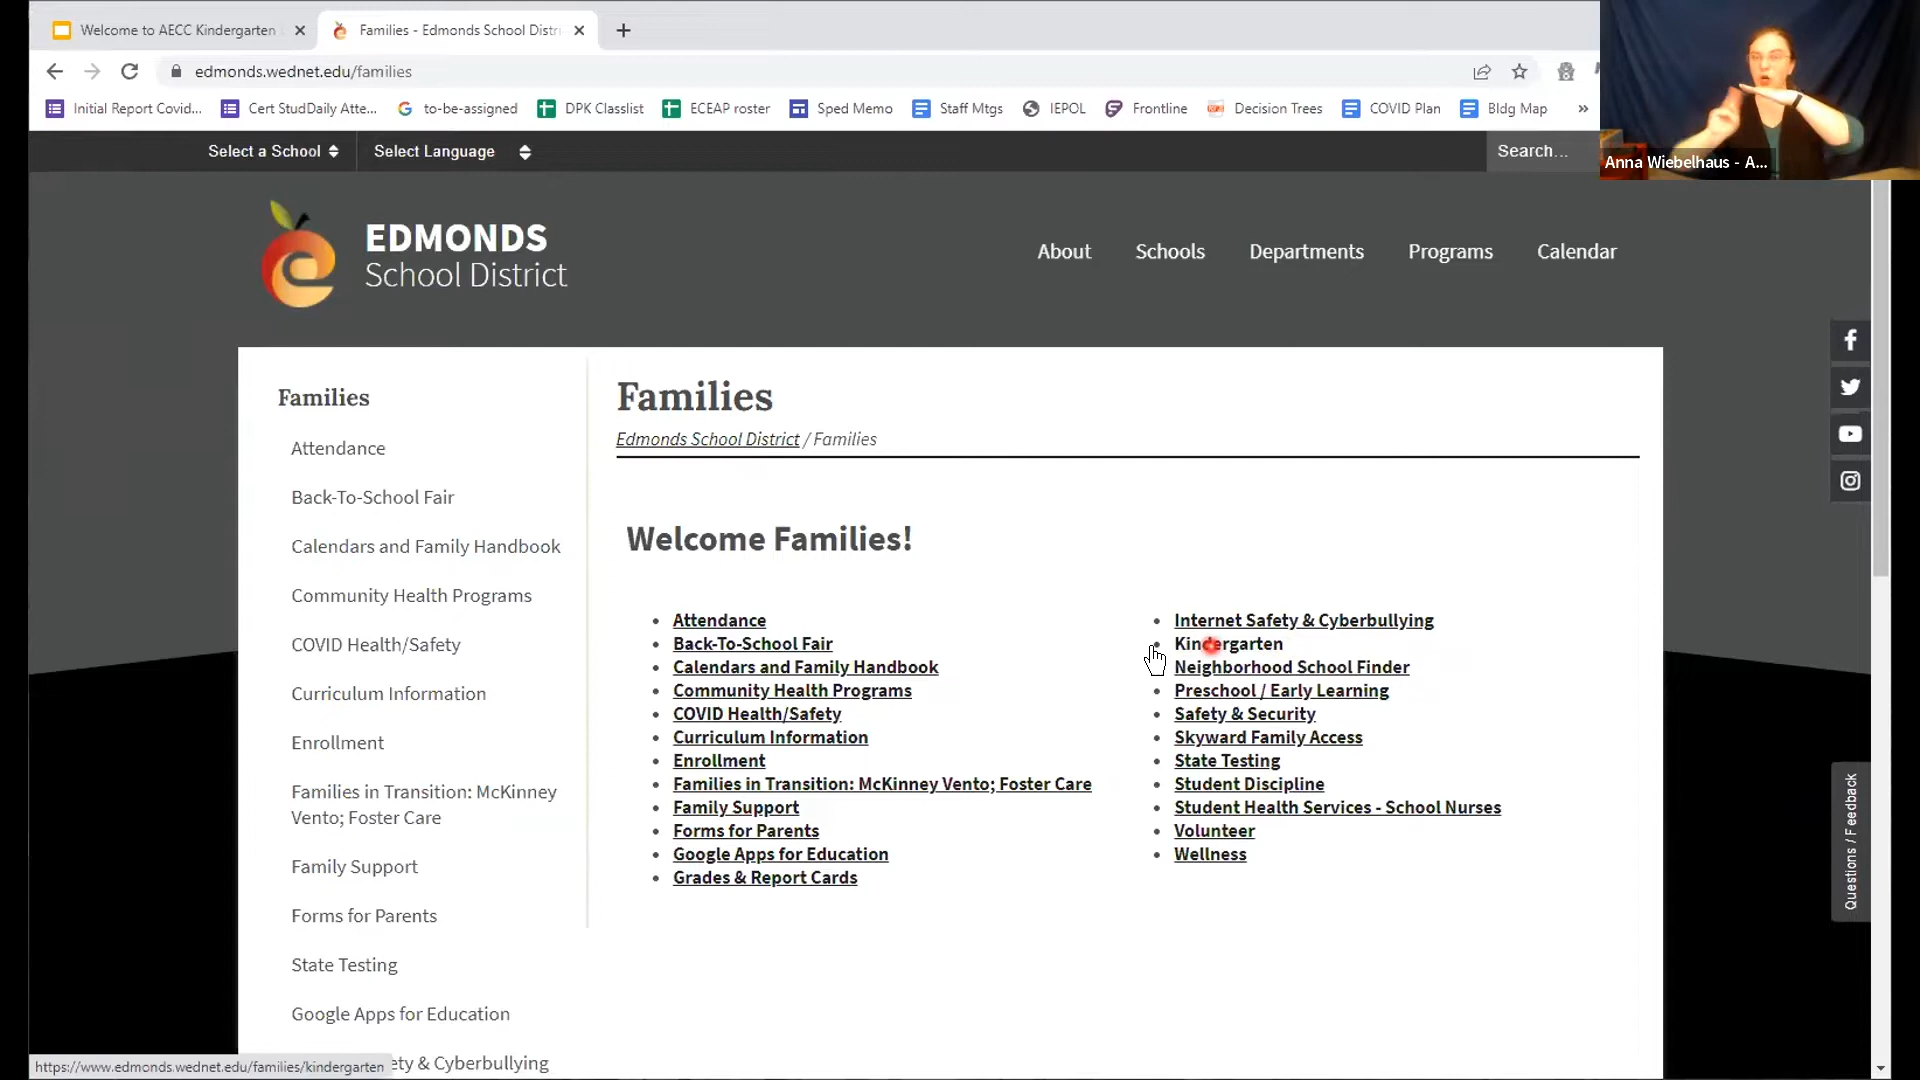 Welcome to AECC Kindergarten
Families - Edmonds School Distr
edmonds.wednet.edu/families
Initial Report Covid...
Cert StudDaily Atte...
to-be-assigned
DPK Classlist
ECEAP roster
Sped Memo
Staff Mtgs
IEPOL
Frontline
Decision Trees
COVID Plan
Bldg Map
»
Anna Wiebelhaus - A...
Select a School
Select Language
Search...
EDMONDS
School District
About
Schools
Departments
Programs
Calendar
Families
Attendance
Back-To-School Fair
Calendars and Family Handbook
Community Health Programs
COVID Health/Safety
Curriculum Information
Enrollment
Families in Transition: McKinney
Vento; Foster Care
Family Support
Forms for Parents
State Testing
Google Apps for Education
ety & Cyberbullying
Families
Edmonds School District / Families
Welcome Families!
Attendance
Back-To-School Fair
Calendars and Family Handbook
Community Health Programs
COVID Health/Safety
Curriculum Information
Enrollment
Families in Transition: McKinney Vento; Foster Care
Family Support
Forms for Parents
Google Apps for Education
Grades & Report Cards
Internet Safety & Cyberbullying
Kindergarten
Neighborhood School Finder
Preschool / Early Learning
Safety & Security
Skyward Family Access
State Testing
Student Discipline
Student Health Services - School Nurses
Volunteer
Wellness
Questions / Feedback
https://www.edmonds.wednet.edu/families/kindergarten